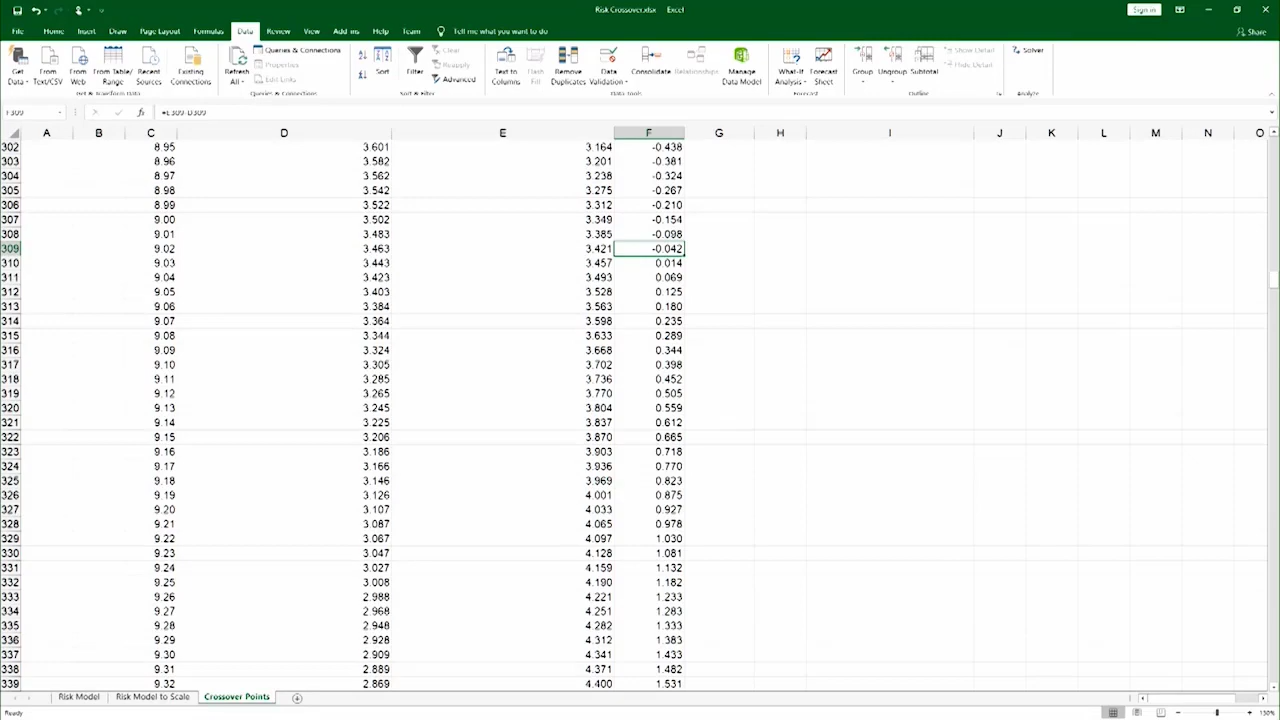 Risk Crossover.xlsx - Excel
Sign in
File Home Insert Draw Page Layout Formulas Data Review View Add-ins Help Team Tell me what you want to do Share
Get Data From Text/CSV From Web From Table/Range Recent Sources Existing Connections Refresh All Queries & Connections Properties Edit Links Sort Filter Clear Reapply Advanced Text to Columns Flash Fill Remove Duplicates Data Validation Consolidate Relationships Manage Data Model What-If Analysis Forecast Sheet Group Ungroup Subtotal Show Detail Hide Detail Solver
Get & Transform Data Queries & Connections Sort & Filter Data Tools Forecast Outline Analyze
F309 fx =E309-D309
A B C D E F G H I J K L M N O
302 8.95 3.601 3.164 -0.438
303 8.96 3.582 3.201 -0.381
304 8.97 3.562 3.238 -0.324
305 8.98 3.542 3.275 -0.267
306 8.99 3.522 3.312 -0.210
307 9.00 3.502 3.349 -0.154
308 9.01 3.483 3.385 -0.098
309 9.02 3.463 3.421 -0.042
310 9.03 3.443 3.457 0.014
311 9.04 3.423 3.493 0.069
312 9.05 3.403 3.528 0.125
313 9.06 3.384 3.563 0.180
314 9.07 3.364 3.598 0.235
315 9.08 3.344 3.633 0.289
316 9.09 3.324 3.668 0.344
317 9.10 3.305 3.702 0.398
318 9.11 3.285 3.736 0.452
319 9.12 3.265 3.770 0.505
320 9.13 3.245 3.804 0.559
321 9.14 3.225 3.837 0.612
322 9.15 3.206 3.870 0.665
323 9.16 3.186 3.903 0.718
324 9.17 3.166 3.936 0.770
325 9.18 3.146 3.969 0.823
326 9.19 3.126 4.001 0.875
327 9.20 3.107 4.033 0.927
328 9.21 3.087 4.065 0.978
329 9.22 3.067 4.097 1.030
330 9.23 3.047 4.128 1.081
331 9.24 3.027 4.159 1.132
332 9.25 3.008 4.190 1.182
333 9.26 2.988 4.221 1.233
334 9.27 2.968 4.251 1.283
335 9.28 2.948 4.282 1.333
336 9.29 2.928 4.312 1.383
337 9.30 2.909 4.341 1.433
338 9.31 2.889 4.371 1.482
339 9.32 2.869 4.400 1.531
Risk Model Risk Model to Scale Crossover Points
Ready 150%